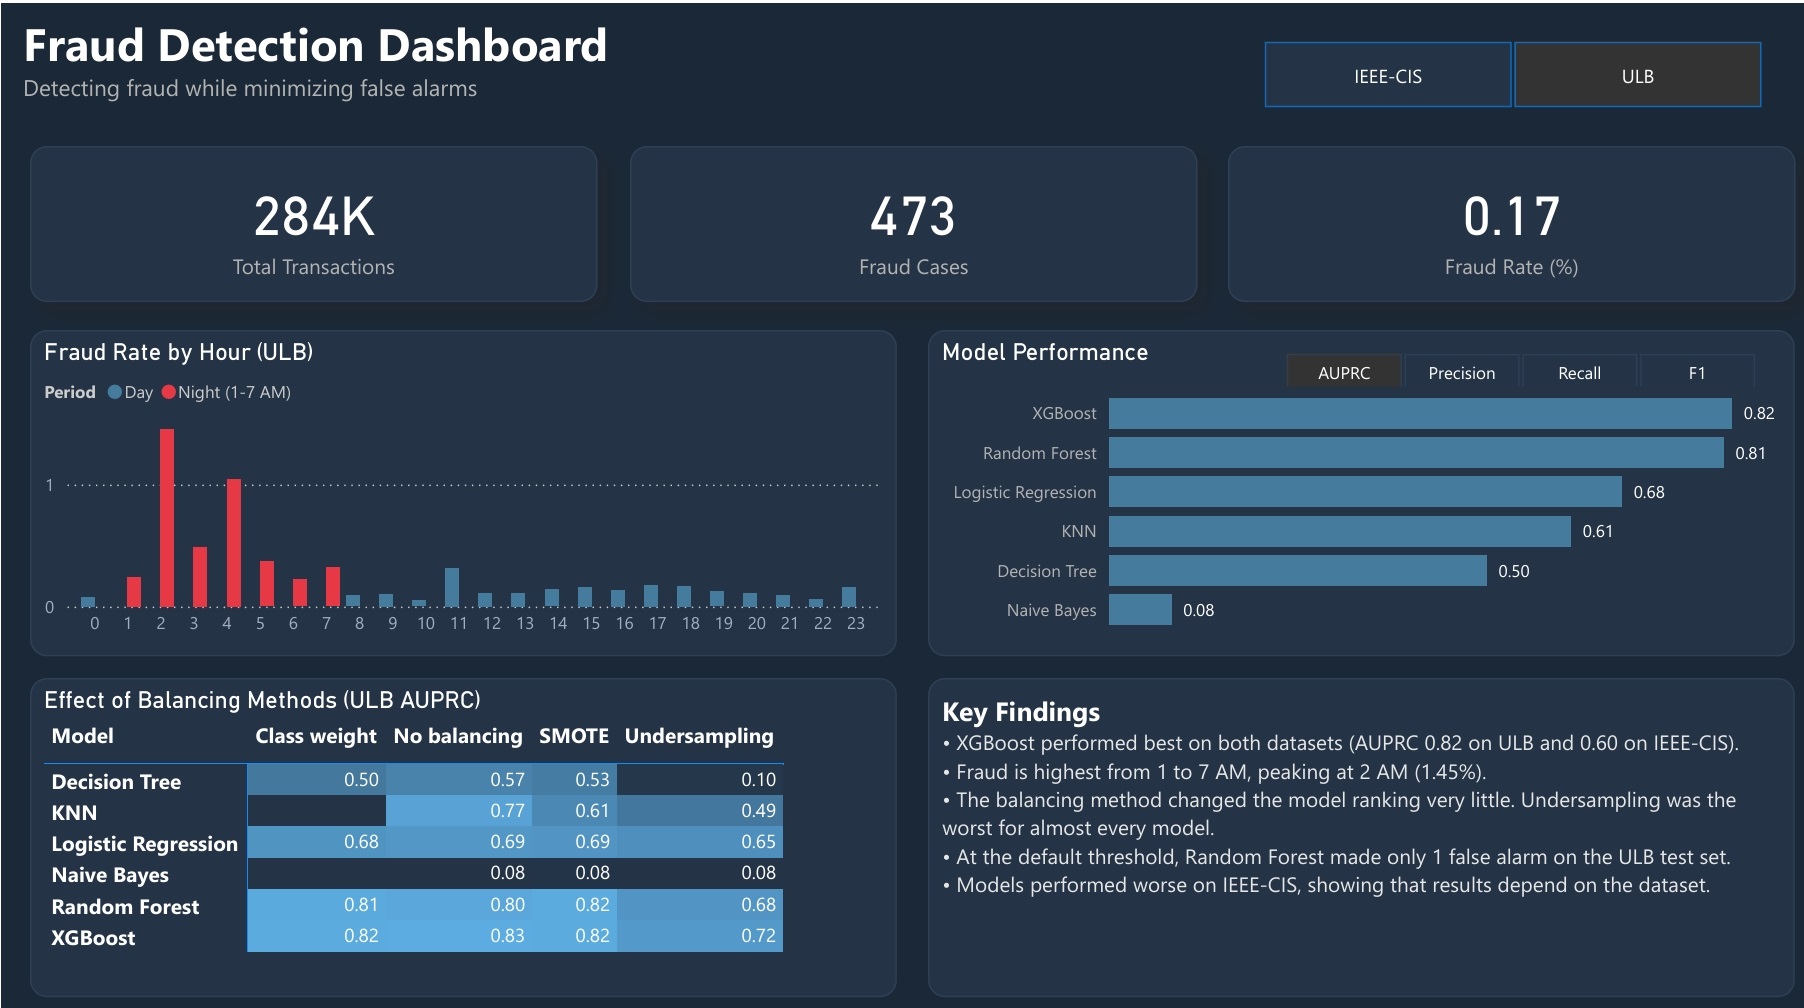 Fraud Detection Dashboard
Detecting fraud while minimizing false alarms
IEEE-CIS ULB
284K
Total Transactions
473
Fraud Cases
0.17
Fraud Rate (%)
Fraud Rate by Hour (ULB)
Period Day Night (1-7 AM)
1
0
0 1 2 3 4 5 6 7 8 9 10 11 12 13 14 15 16 17 18 19 20 21 22 23
Model Performance
AUPRC Precision Recall F1
XGBoost 0.82
Random Forest 0.81
Logistic Regression 0.68
KNN 0.61
Decision Tree 0.50
Naive Bayes 0.08
Effect of Balancing Methods (ULB AUPRC)
Model Class weight No balancing SMOTE Undersampling
Decision Tree 0.50 0.57 0.53 0.10
KNN 0.77 0.61 0.49
Logistic Regression 0.68 0.69 0.69 0.65
Naive Bayes 0.08 0.08 0.08
Random Forest 0.81 0.80 0.82 0.68
XGBoost 0.82 0.83 0.82 0.72
Key Findings
• XGBoost performed best on both datasets (AUPRC 0.82 on ULB and 0.60 on IEEE-CIS).
• Fraud is highest from 1 to 7 AM, peaking at 2 AM (1.45%).
• The balancing method changed the model ranking very little. Undersampling was the
worst for almost every model.
• At the default threshold, Random Forest made only 1 false alarm on the ULB test set.
• Models performed worse on IEEE-CIS, showing that results depend on the dataset.